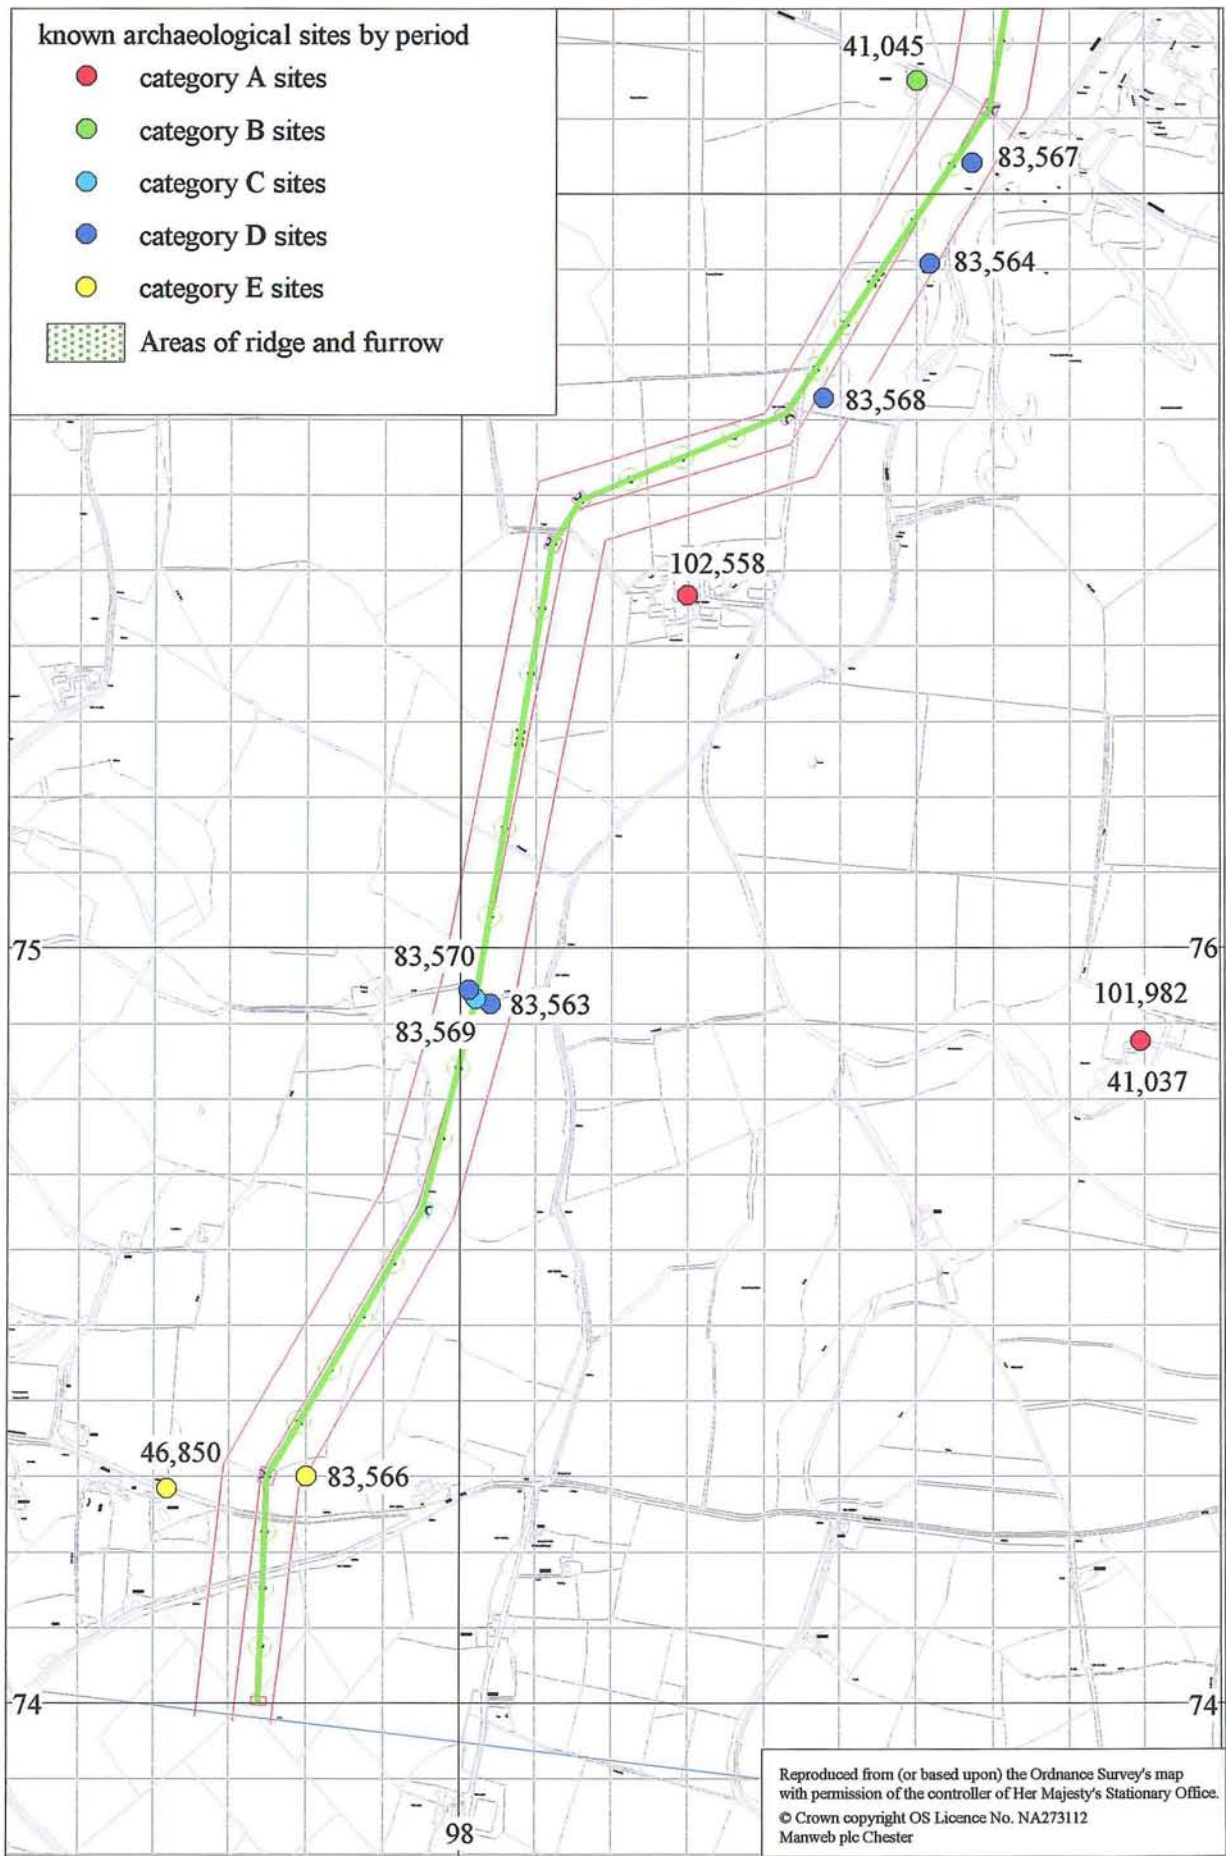 known archaeological sites by period
category A sites
category B sites
category C sites
category D sites
category E sites
Areas of ridge and furrow
41,045
83,567
83,564
83,568
102,558
75
76
83,570
83,563
83,569
101,982
41,037
46,850
83,566
74
74
98
Reproduced from (or based upon) the Ordnance Survey's map
with permission of the controller of Her Majesty's Stationary Office.
© Crown copyright OS Licence No. NA273112
Manweb plc Chester